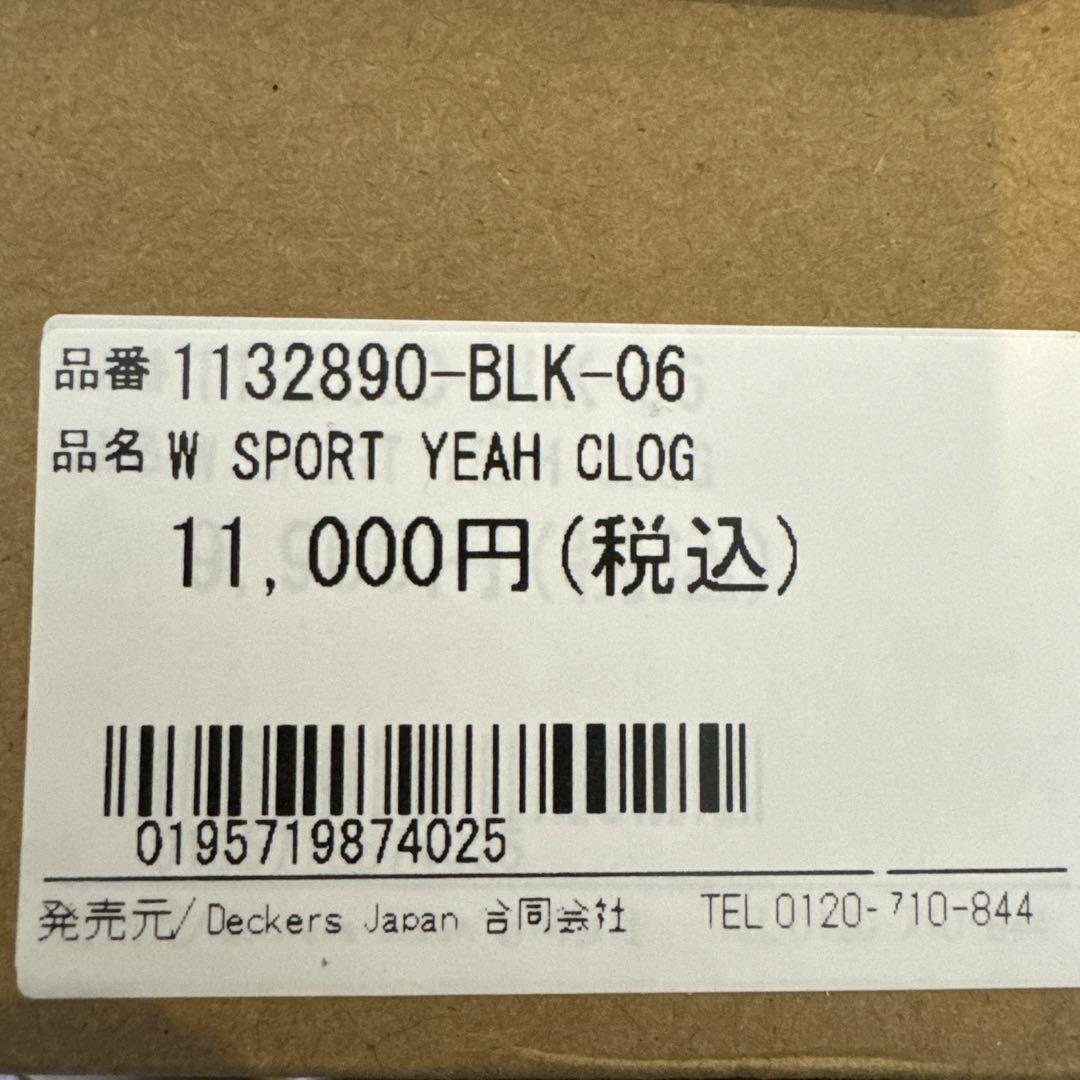 品番 1132890-BLK-06
品名 W SPORT YEAH CLOG
11,000円(税込)
0195719874025
発売元/Deckers Japan 合同会社 TEL 0120-710-844